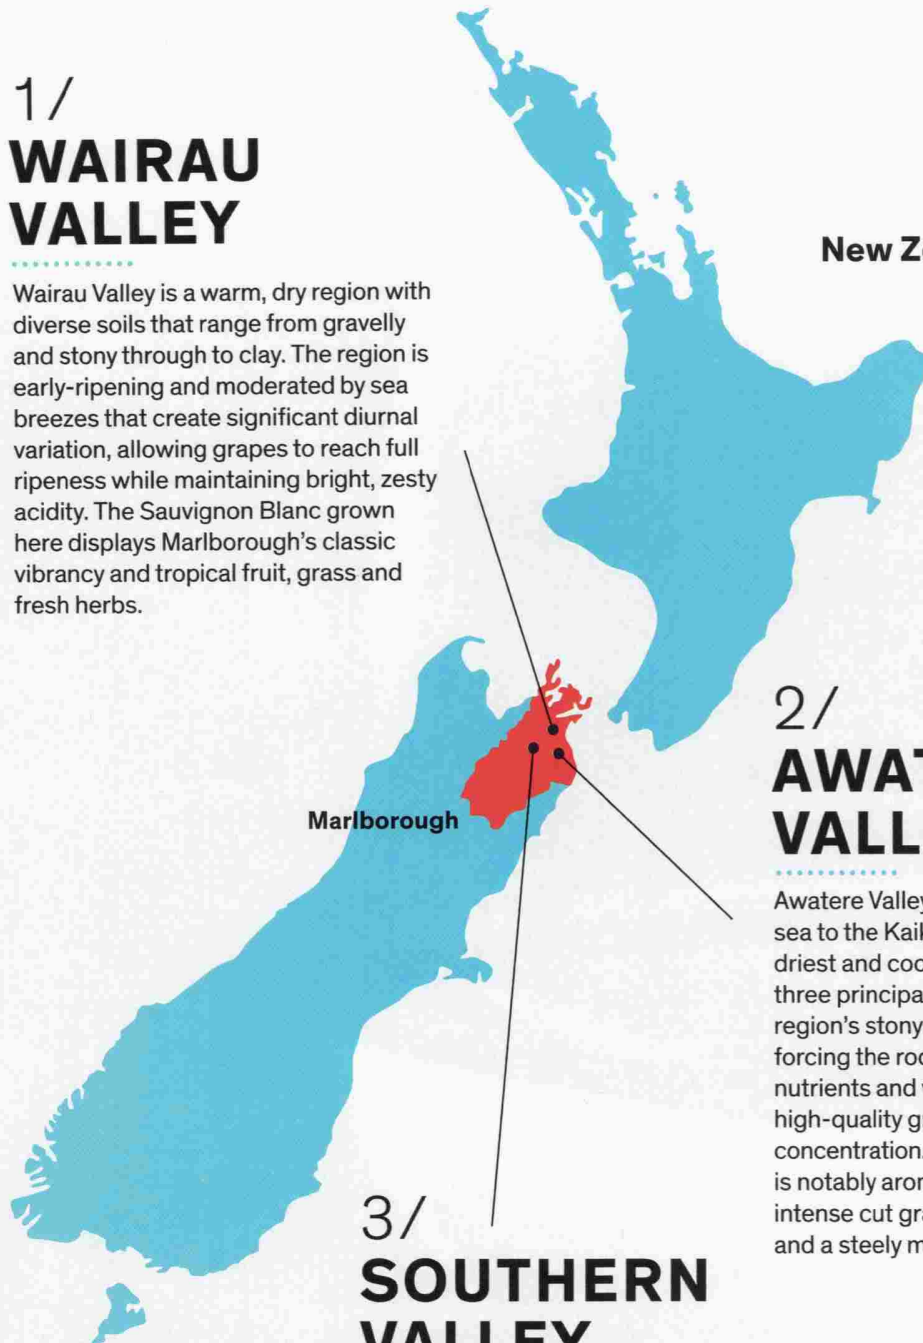 1/
WAIRAU
VALLEY
Wairau Valley is a warm, dry region with
diverse soils that range from gravelly
and stony through to clay. The region is
early-ripening and moderated by sea
breezes that create significant diurnal
variation, allowing grapes to reach full
ripeness while maintaining bright, zesty
acidity. The Sauvignon Blanc grown
here displays Marlborough's classic
vibrancy and tropical fruit, grass and
fresh herbs.
New Z
Marlborough
2/
AWAT
VALL
Awatere Valley
sea to the Kai
driest and coo
three principa
region's stony
forcing the roo
nutrients and
high-quality g
concentration.
is notably aro
intense cut gra
and a steely m
3/
SOUTHERN
VALLEY